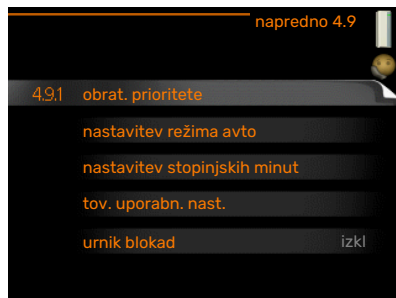 napredno 4.9
4.9.1 obrat. prioritete
nastavitev režima avto
nastavitev stopinjskih minut
tov. uporabn. nast.
urnik blokad izkl